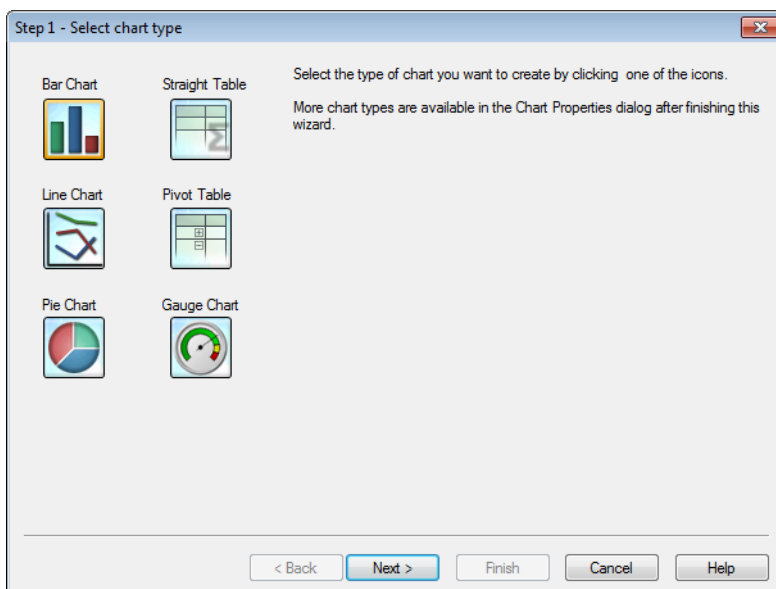 Step 1 - Select chart type
Bar Chart
Straight Table
Select the type of chart you want to create by clicking one of the icons.
More chart types are available in the Chart Properties dialog after finishing this
wizard.
Line Chart
Pivot Table
Pie Chart
Gauge Chart
< Back
Next >
Finish
Cancel
Help